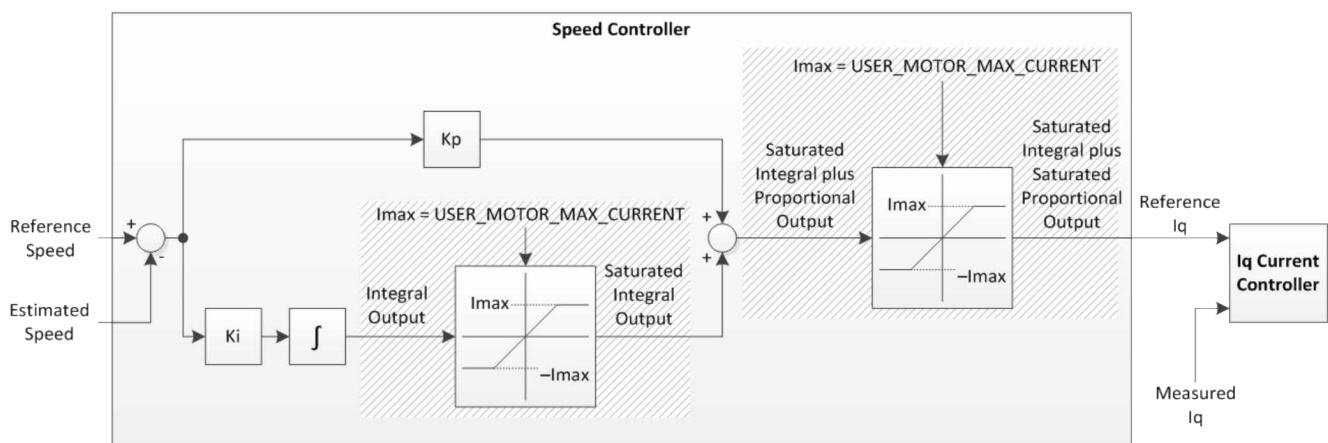 Speed Controller
Imax = USER_MOTOR_MAX_CURRENT
Kp
Saturated
Integral plus
Proportional
Output
Imax
–Imax
Saturated
Integral plus
Saturated
Proportional
Output
Reference
Iq
Reference
Speed
+
-
Estimated
Speed
Imax = USER_MOTOR_MAX_CURRENT
+
+
Ki
∫
Integral
Output
Imax
–Imax
Saturated
Integral
Output
Iq Current
Controller
Measured
Iq